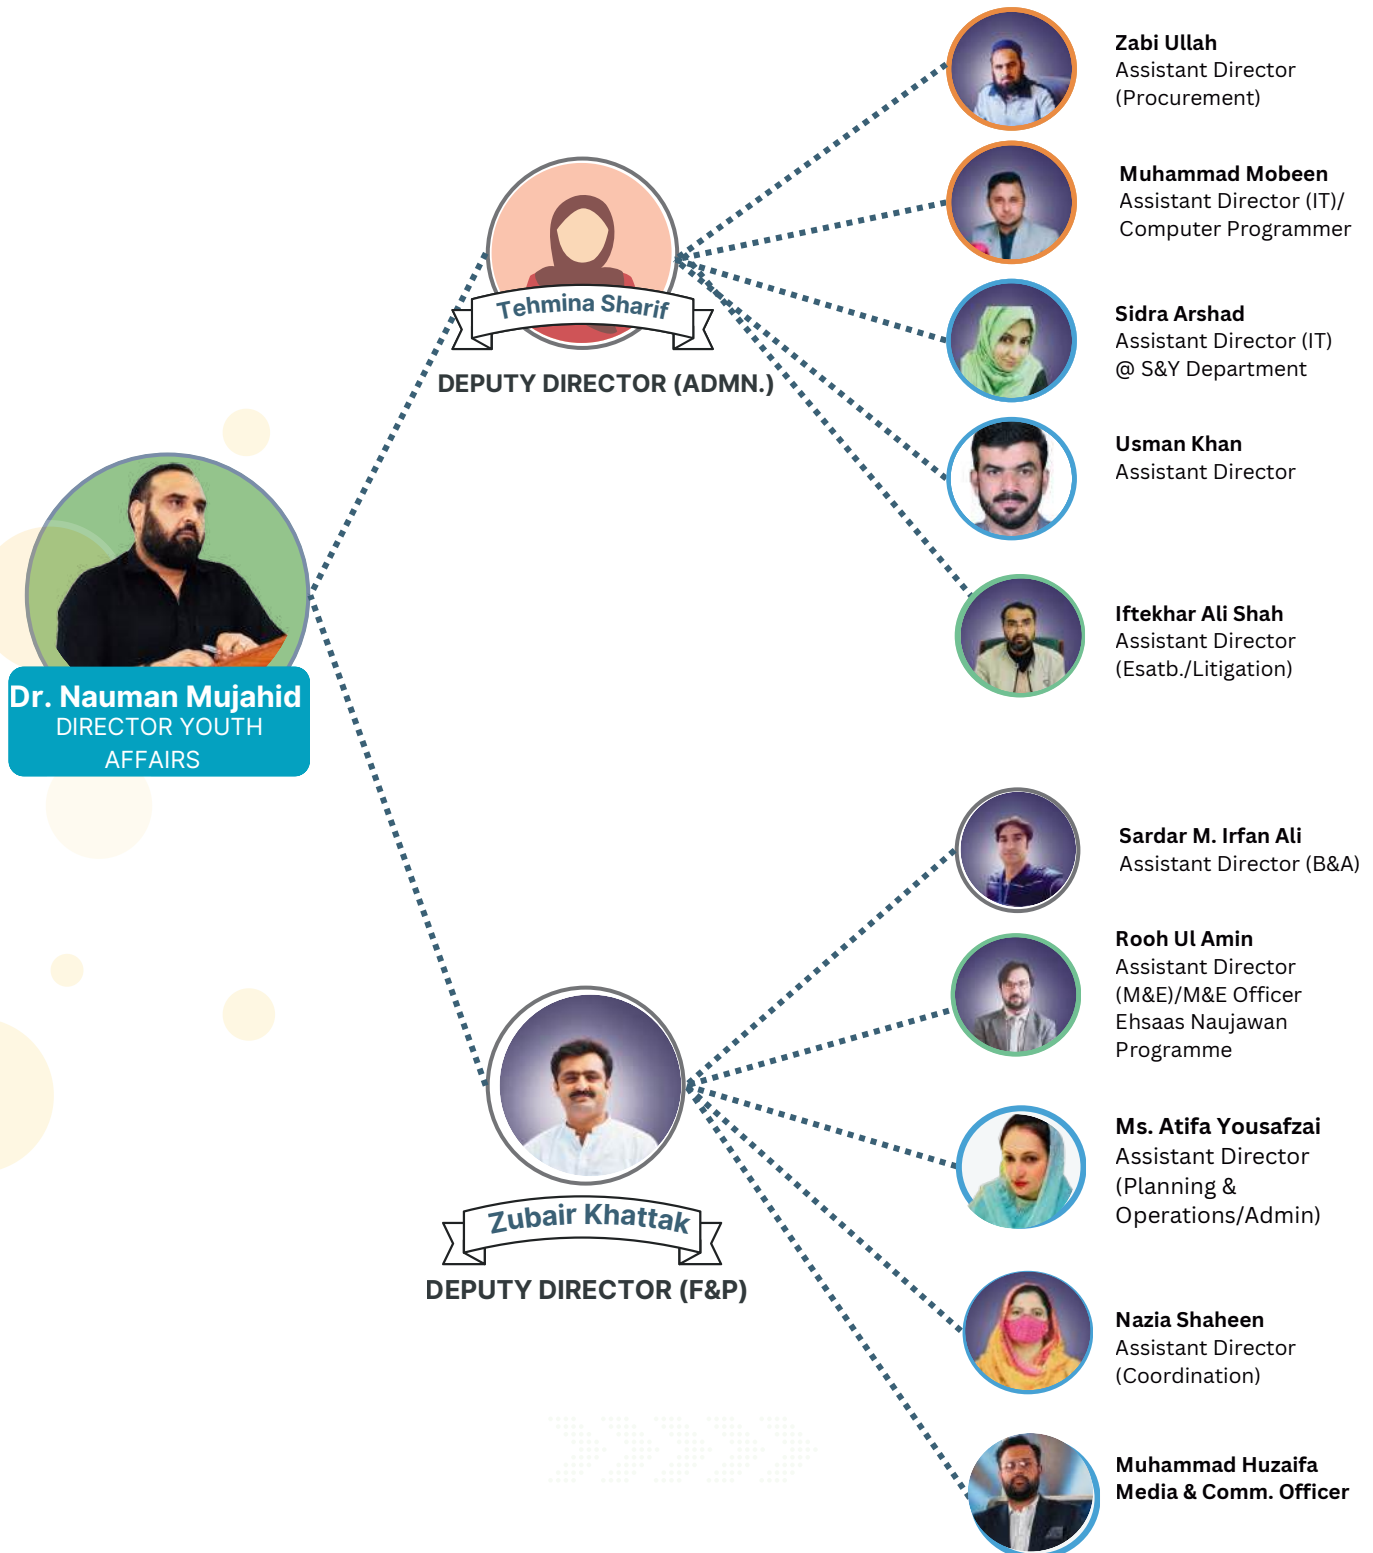 Zabi Ullah
Assistant Director
(Procurement)
Muhammad Mobeen
Assistant Director (IT)/
Computer Programmer
Tehmina Sharif
DEPUTY DIRECTOR (ADMN.)
Sidra Arshad
Assistant Director (IT)
@ S&Y Department
Usman Khan
Assistant Director
Iftekhar Ali Shah
Assistant Director
(Esatb./Litigation)
Dr. Nauman Mujahid
DIRECTOR YOUTH
AFFAIRS
Sardar M. Irfan Ali
Assistant Director (B&A)
Rooh Ul Amin
Assistant Director
(M&E)/M&E Officer
Ehsaas Naujawan
Programme
Ms. Atifa Yousafzai
Assistant Director
(Planning &
Operations/Admin)
Zubair Khattak
DEPUTY DIRECTOR (F&P)
Nazia Shaheen
Assistant Director
(Coordination)
Muhammad Huzaifa
Media & Comm. Officer